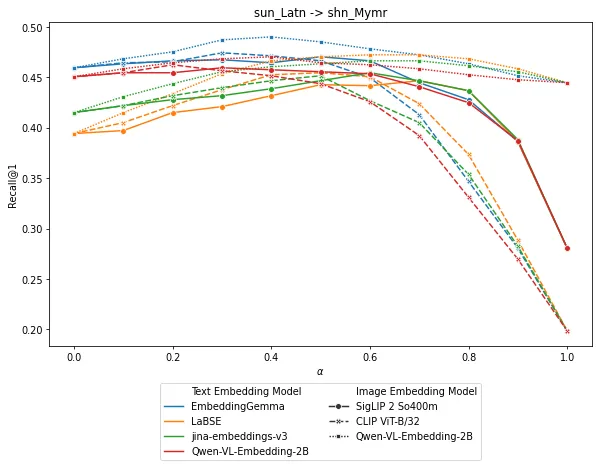 sun_Latn -> shn_Mymr
Recall@1
0.50
0.45
0.40
0.35
0.30
0.25
0.20
0.0
0.2
0.4
0.6
0.8
1.0
α
Text Embedding Model
EmbeddingGemma
LaBSE
jina-embeddings-v3
Qwen-VL-Embedding-2B
Image Embedding Model
SigLIP 2 So400m
CLIP ViT-B/32
Qwen-VL-Embedding-2B